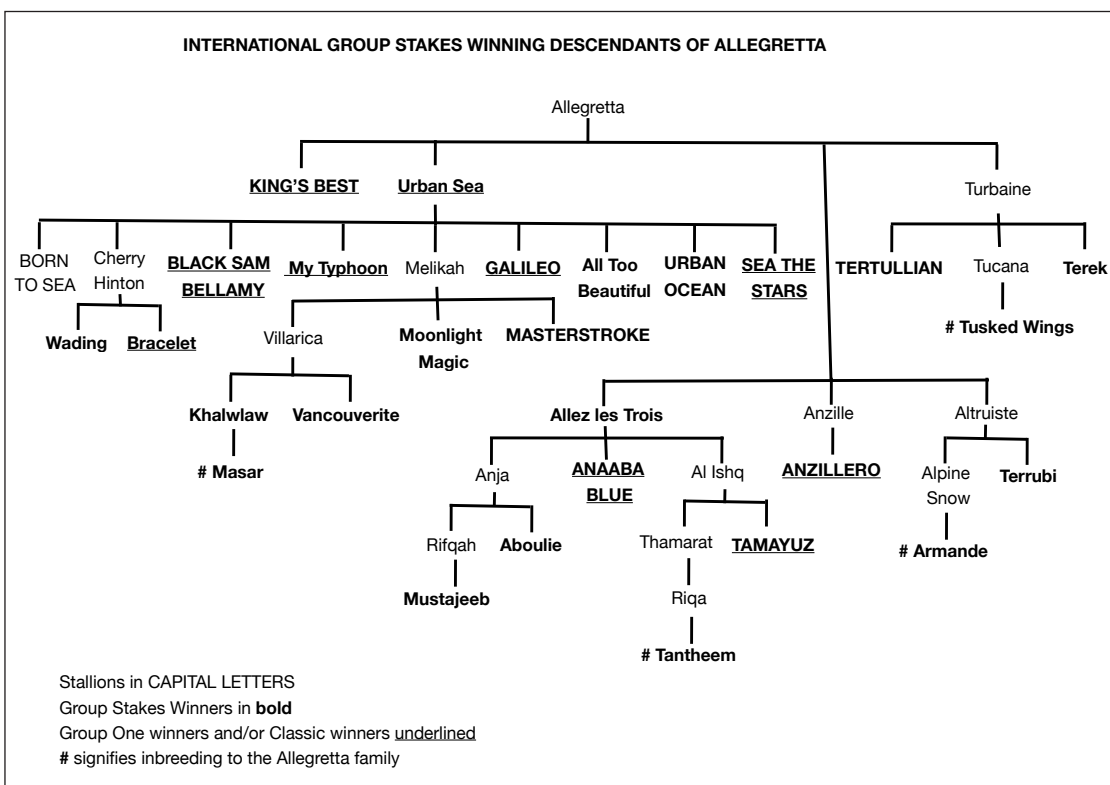 INTERNATIONAL GROUP STAKES WINNING DESCENDANTS OF ALLEGRETTA
Allegretta
KING'S BEST
Urban Sea
Turbaine
BORN
TO SEA
Cherry
Hinton
BLACK SAM
BELLAMY
My Typhoon
Melikah
GALILEO
All Too
Beautiful
URBAN
OCEAN
SEA THE
STARS
TERTULLIAN
Tucana
Terek
Wading
Bracelet
Villarica
Moonlight
Magic
MASTERSTROKE
# Tusked Wings
Khalwlaw
Vancouverite
Allez les Trois
Anzille
Altruiste
# Masar
Anja
ANAABA
BLUE
Al Ishq
ANZILLERO
Alpine
Snow
Terrubi
Rifqah
Aboulie
Thamarat
TAMAYUZ
# Armande
Mustajeeb
Riqa
# Tantheem
Stallions in CAPITAL LETTERS
Group Stakes Winners in bold
Group One winners and/or Classic winners underlined
# signifies inbreeding to the Allegretta family